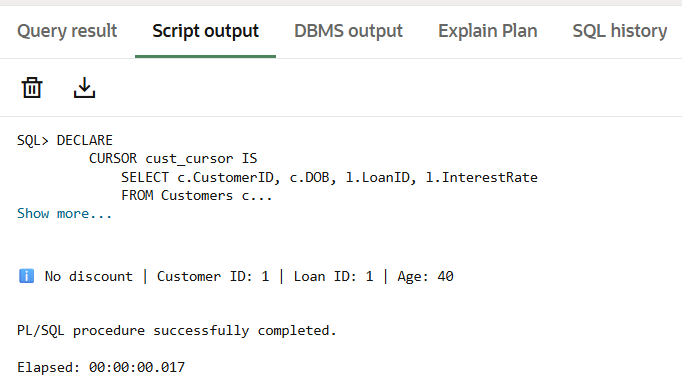 Query result Script output DBMS output Explain Plan SQL history
SQL> DECLARE
CURSOR cust_cursor IS
SELECT c.CustomerID, c.DOB, l.LoanID, l.InterestRate
FROM Customers c...
Show more...
ℹ️ No discount | Customer ID: 1 | Loan ID: 1 | Age: 40
PL/SQL procedure successfully completed.
Elapsed: 00:00:00.017